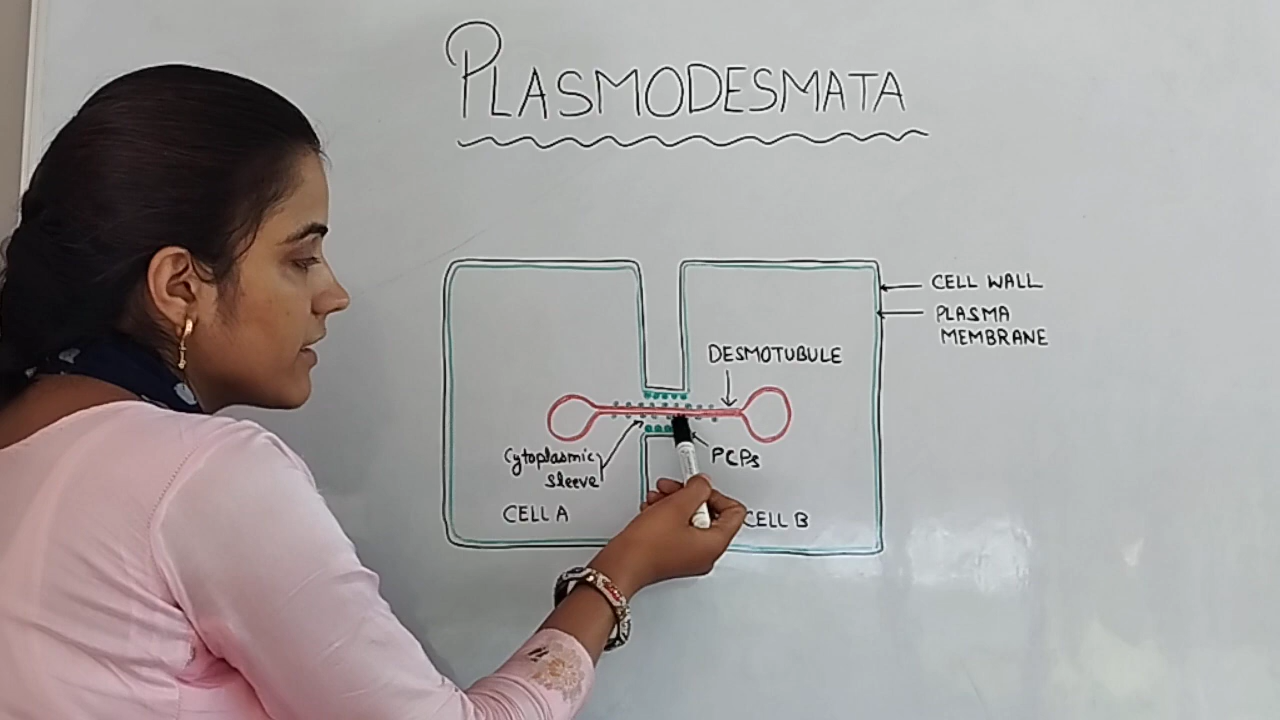 PLASMODESMATA
CELL WALL
PLASMA
MEMBRANE
DESMOTUBULE
Cytoplasmic
sleeve
PCPs
CELL A
CELL B